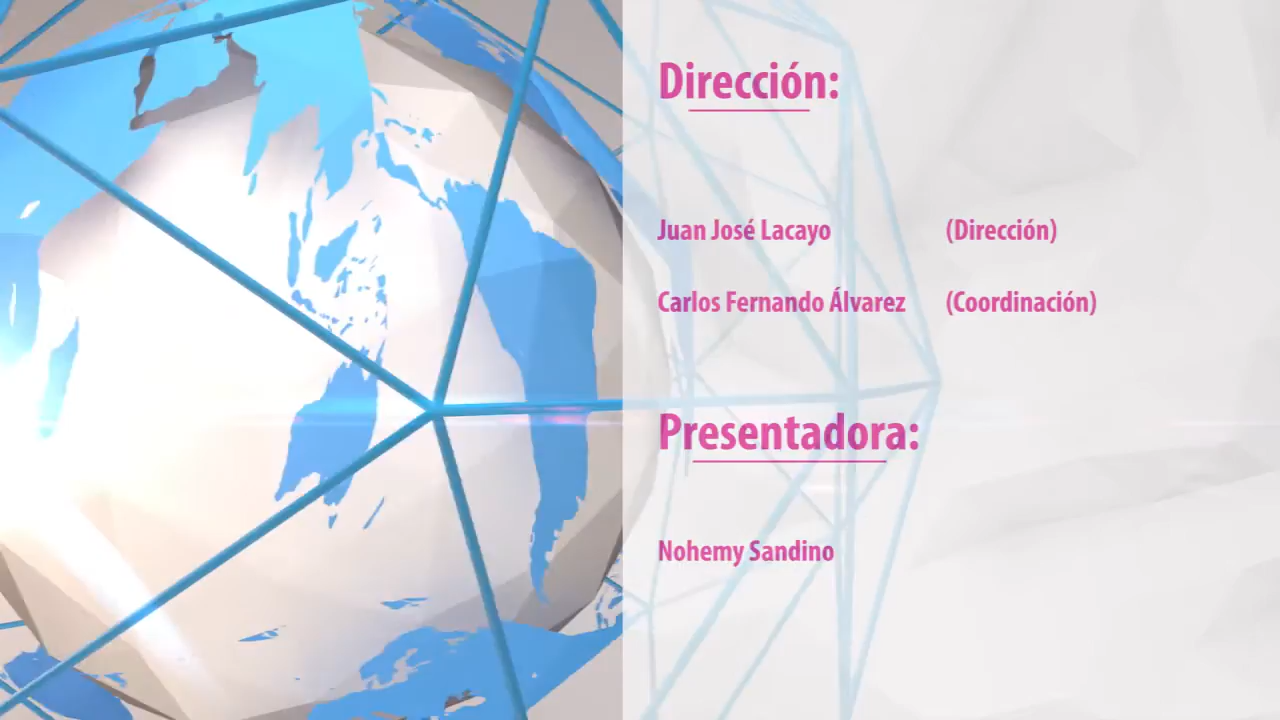 Dirección:
Juan José Lacayo (Dirección)
Carlos Fernando Álvarez (Coordinación)
Presentadora:
Nohemy Sandino